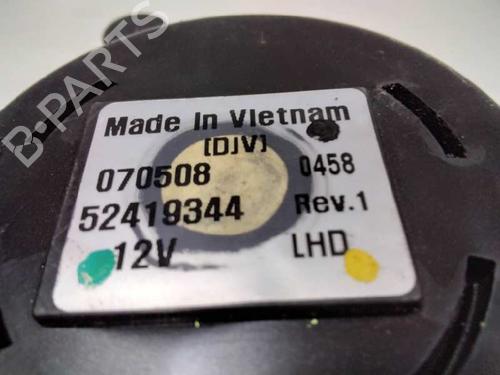 B-PARTS
Made In Vietnam
[DJV]
070508 0458
52419344 Rev.1
12V LHD